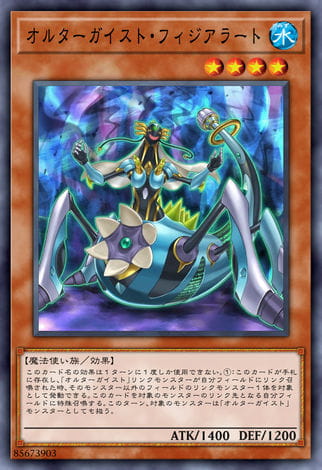 オルターガイスト・フィジアラート
水
【魔法使い族/効果】
このカード名の効果は1ターンに1度しか使用できない。①:このカードが手札
に存在し、「オルターガイスト」リンクモンスターが自分フィールドにリンク召喚
された時、そのモンスター以外のフィールドのリンクモンスター1体を対象
として発動できる。このカードを対象のモンスターのリンク先となる自分フィー
ルドに特殊召喚する。このターン、対象のモンスターは「オルターガイスト」
モンスターとしても扱う。
ATK/1400 DEF/1200
85673903